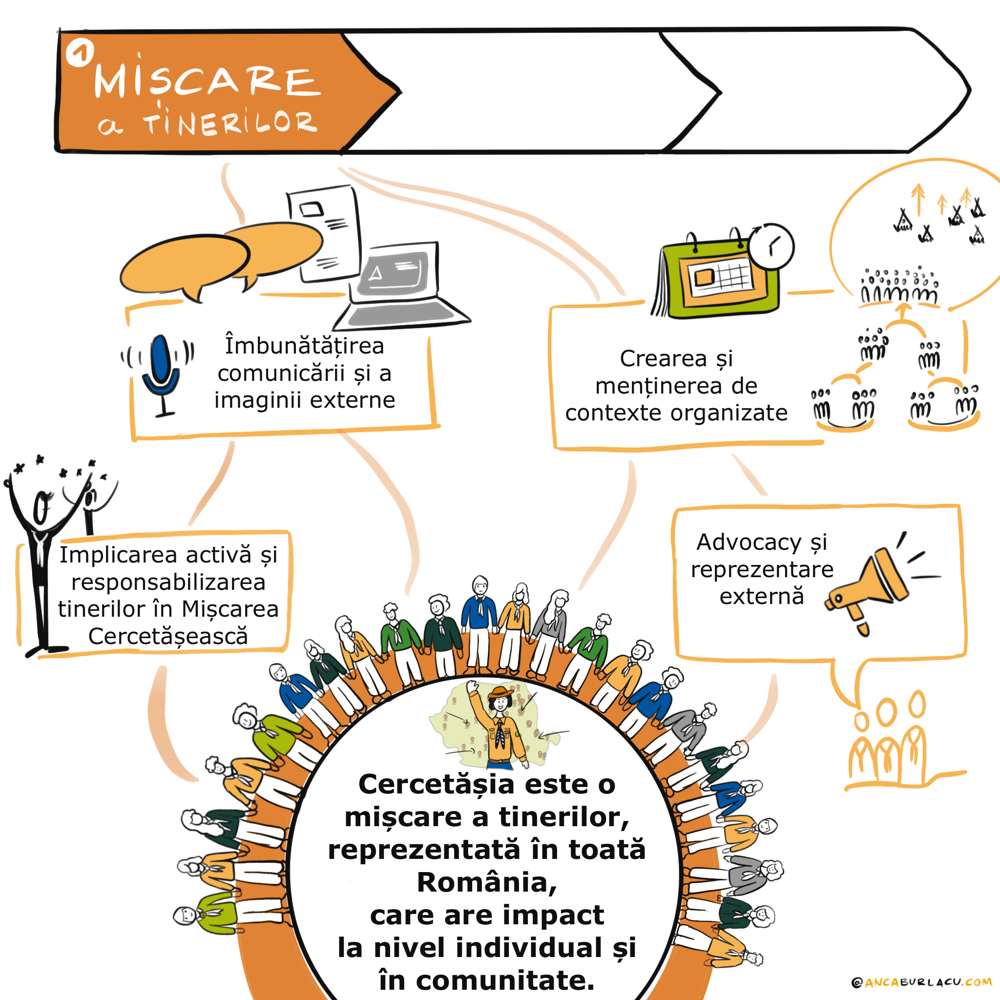 1
MiȘCARE
a TiNERiLOR
Îmbunătățirea
comunicării și a
imaginii externe
Crearea și
menținerea de
contexte organizate
Implicarea activă și
responsabilizarea
tinerilor în Mișcarea
Cercetășească
Advocacy și
reprezentare
externă
Cercetășia este o
mișcare a tinerilor,
reprezentată în toată
România,
care are impact
la nivel individual și
în comunitate.
@ANCABURLACU.COM